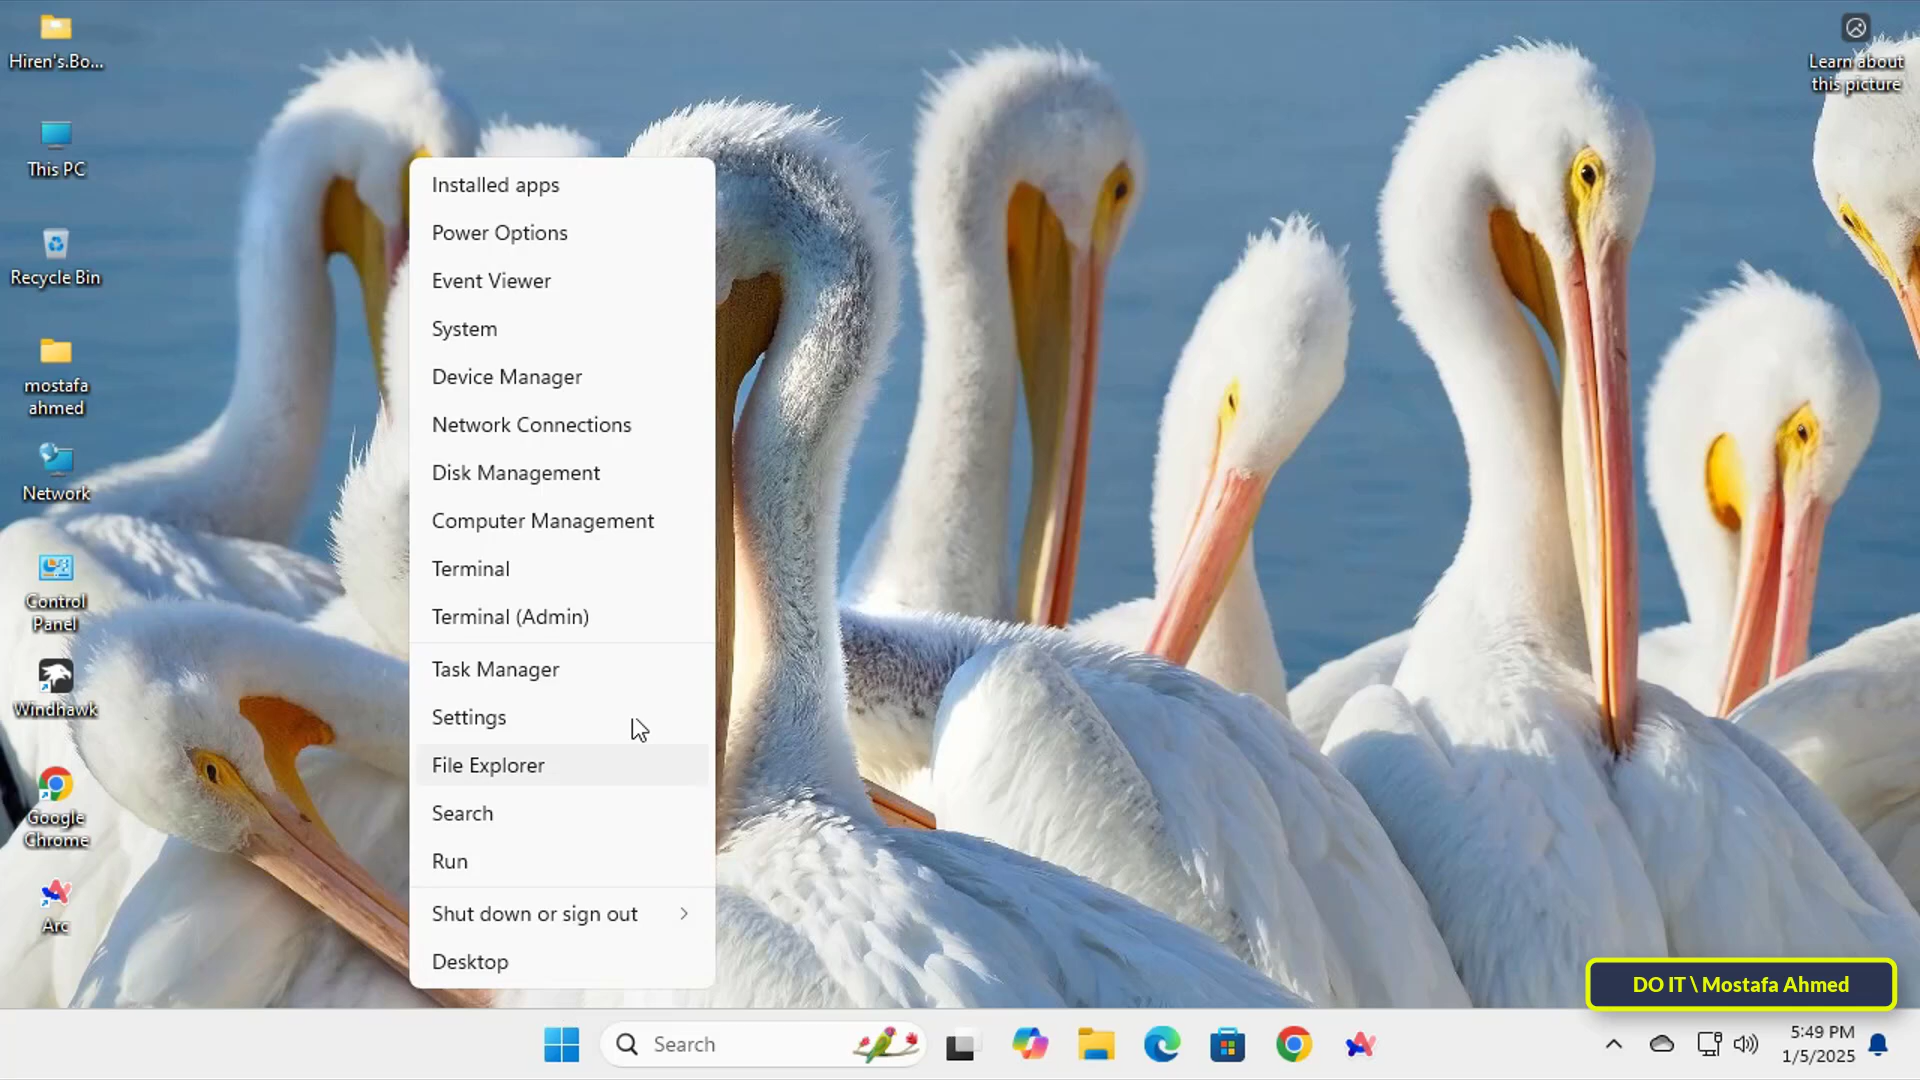 Hiren's.Bo...
This PC
Recycle Bin
mostafa
ahmed
Network
Control
Panel
Windhawk
Google
Chrome
Arc
Installed apps
Power Options
Event Viewer
System
Device Manager
Network Connections
Disk Management
Computer Management
Terminal
Terminal (Admin)
Task Manager
Settings
File Explorer
Search
Run
Shut down or sign out
Desktop
Learn about
this picture
DO IT \ Mostafa Ahmed
Search
5:49 PM
1/5/2025